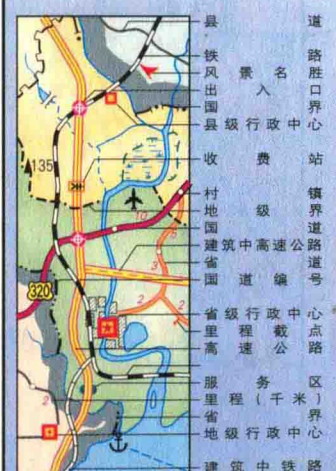 县道
铁路
风景名胜
出入口
国界
县级行政中心
收费站
135
村镇
地级界
10
国道
建筑中高速公路
省道
国道编号
320
省级行政中心
里程截点
高速公路
服务区
里程(千米)
省界
地级行政中心
建筑中铁路